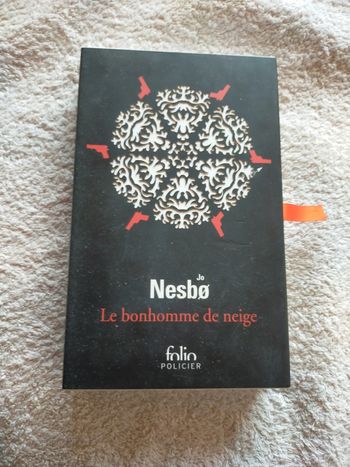 Jo
Nesbø
Le bonhomme de neige
folio
POLICIER